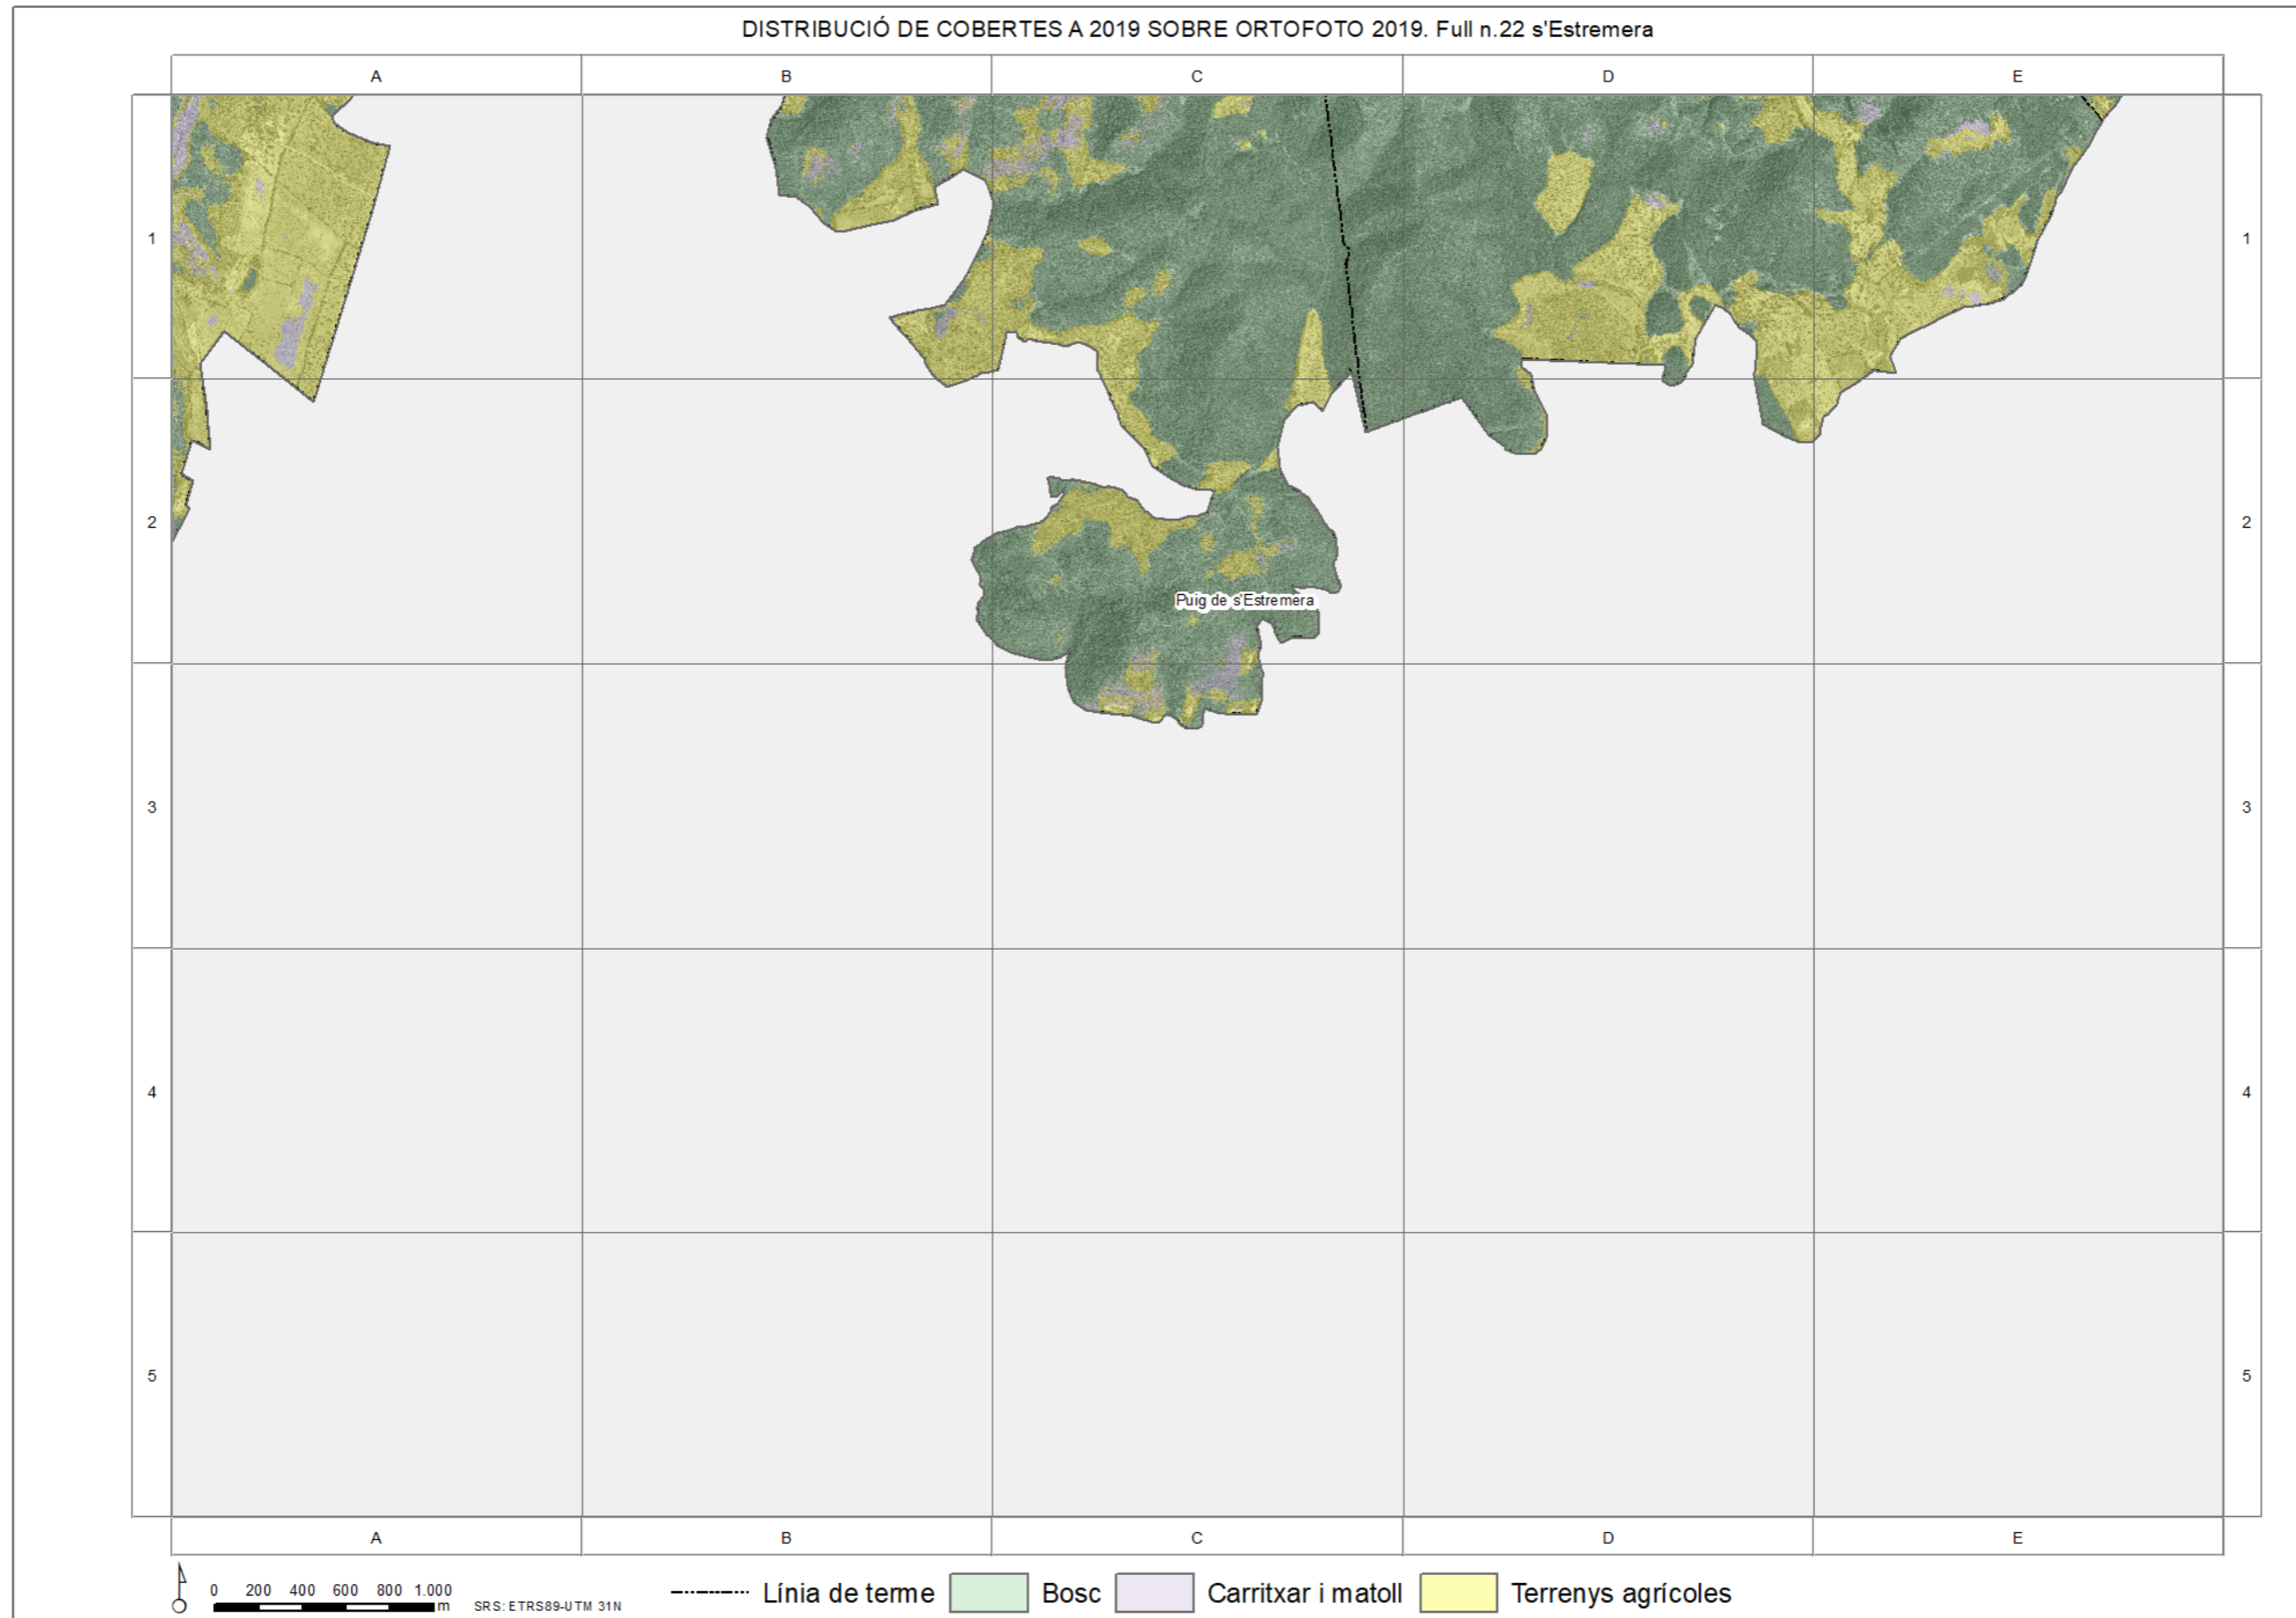 DISTRIBUCIÓ DE COBERTES A 2019 SOBRE ORTOFOTO 2019. Full n.22 s'Estremera
A B C D E
1 1
2 2
Puig de s'Estremera
3 3
4 4
5 5
A B C D E
0 200 400 600 800 1.000
m
SRS: ETRS89-UTM 31N
Línia de terme Bosc Carritxar i matoll Terrenys agrícoles